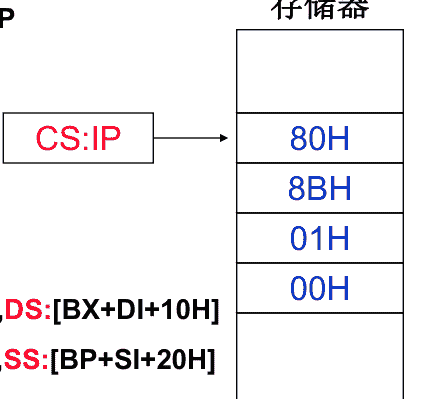 存储器
P
CS:IP
80H
8BH
01H
00H
,DS:[BX+DI+10H]
,SS:[BP+SI+20H]